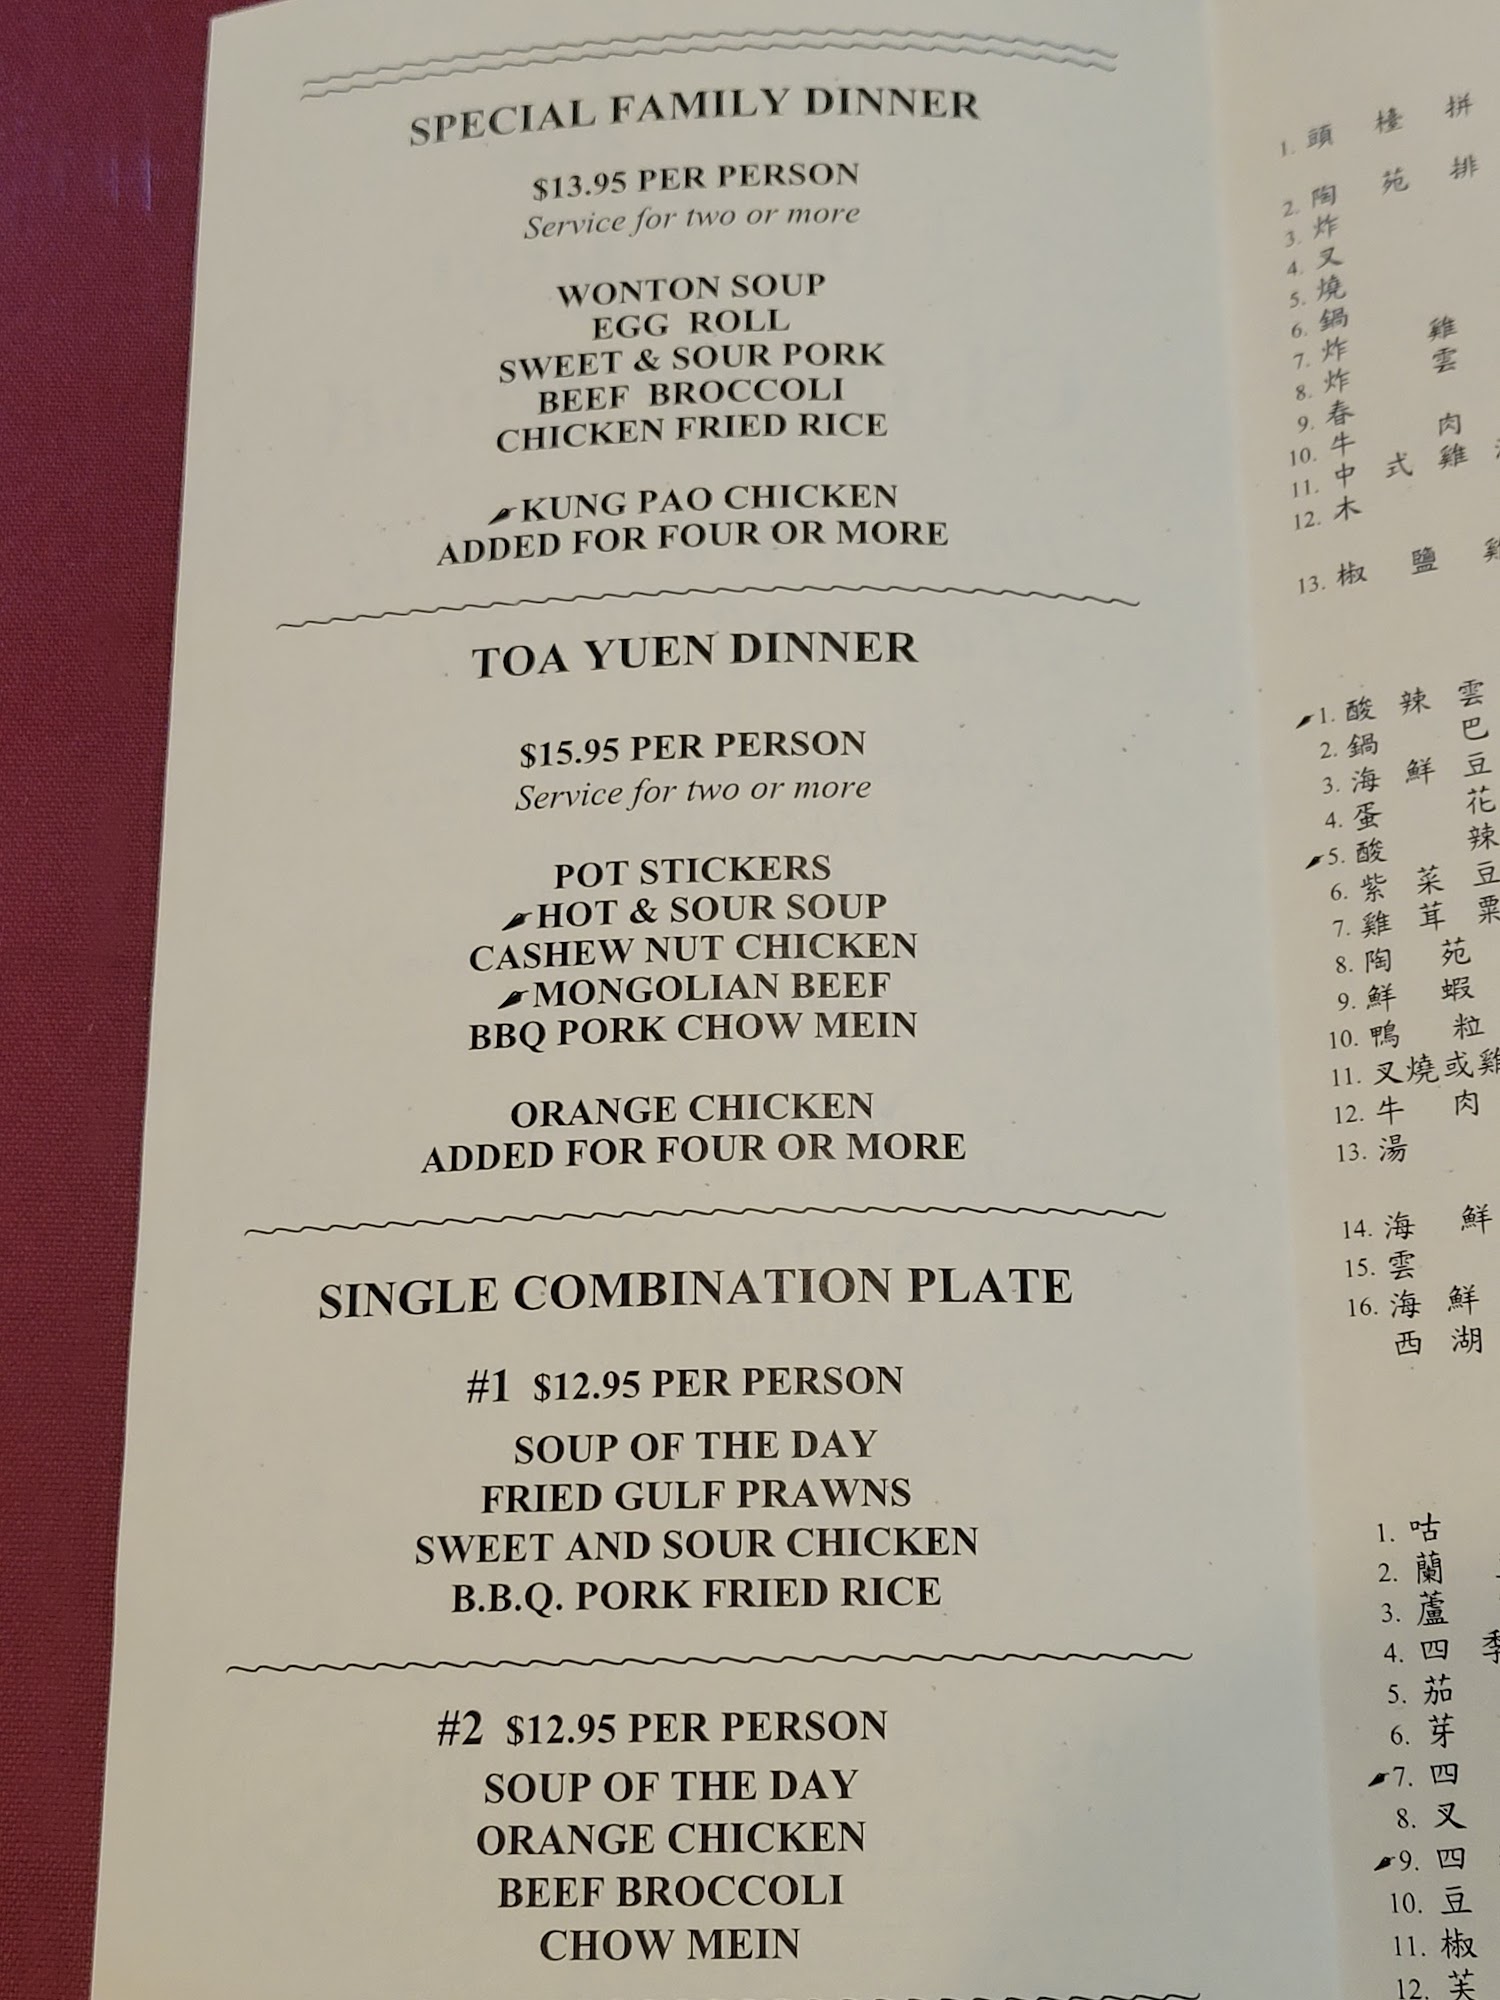 SPECIAL FAMILY DINNER
$13.95 PER PERSON
Service for two or more
WONTON SOUP
EGG ROLL
SWEET & SOUR PORK
BEEF BROCCOLI
CHICKEN FRIED RICE
KUNG PAO CHICKEN
ADDED FOR FOUR OR MORE
TOA YUEN DINNER
$15.95 PER PERSON
Service for two or more
POT STICKERS
HOT & SOUR SOUP
CASHEW NUT CHICKEN
MONGOLIAN BEEF
BBQ PORK CHOW MEIN
ORANGE CHICKEN
ADDED FOR FOUR OR MORE
SINGLE COMBINATION PLATE
#1 $12.95 PER PERSON
SOUP OF THE DAY
FRIED GULF PRAWNS
SWEET AND SOUR CHICKEN
B.B.Q. PORK FRIED RICE
#2 $12.95 PER PERSON
SOUP OF THE DAY
ORANGE CHICKEN
BEEF BROCCOLI
CHOW MEIN
1. 頭檯拼
2. 陶苑排
3. 炸
4. 叉
5. 燒
6. 鍋
7. 炸 雞
8. 炸 雲
9. 春
10. 牛 肉
11. 中式雞
12. 木
13. 椒鹽雞
1. 酸辣雲
2. 鍋 巴
3. 海鮮豆
4. 蛋 花
5. 酸 辣
6. 紫菜豆
7. 雞茸粟
8. 陶 苑
9. 鮮 蝦
10. 鴨 粒
11. 叉燒或雞
12. 牛 肉
13. 湯
14. 海 鮮
15. 雲
16. 海鮮
西湖
1. 咕
2. 蘭
3. 蘆
4. 四季
5. 茄
6. 芽
7. 四
8. 叉
9. 四
10. 豆
11. 椒
12. 芙